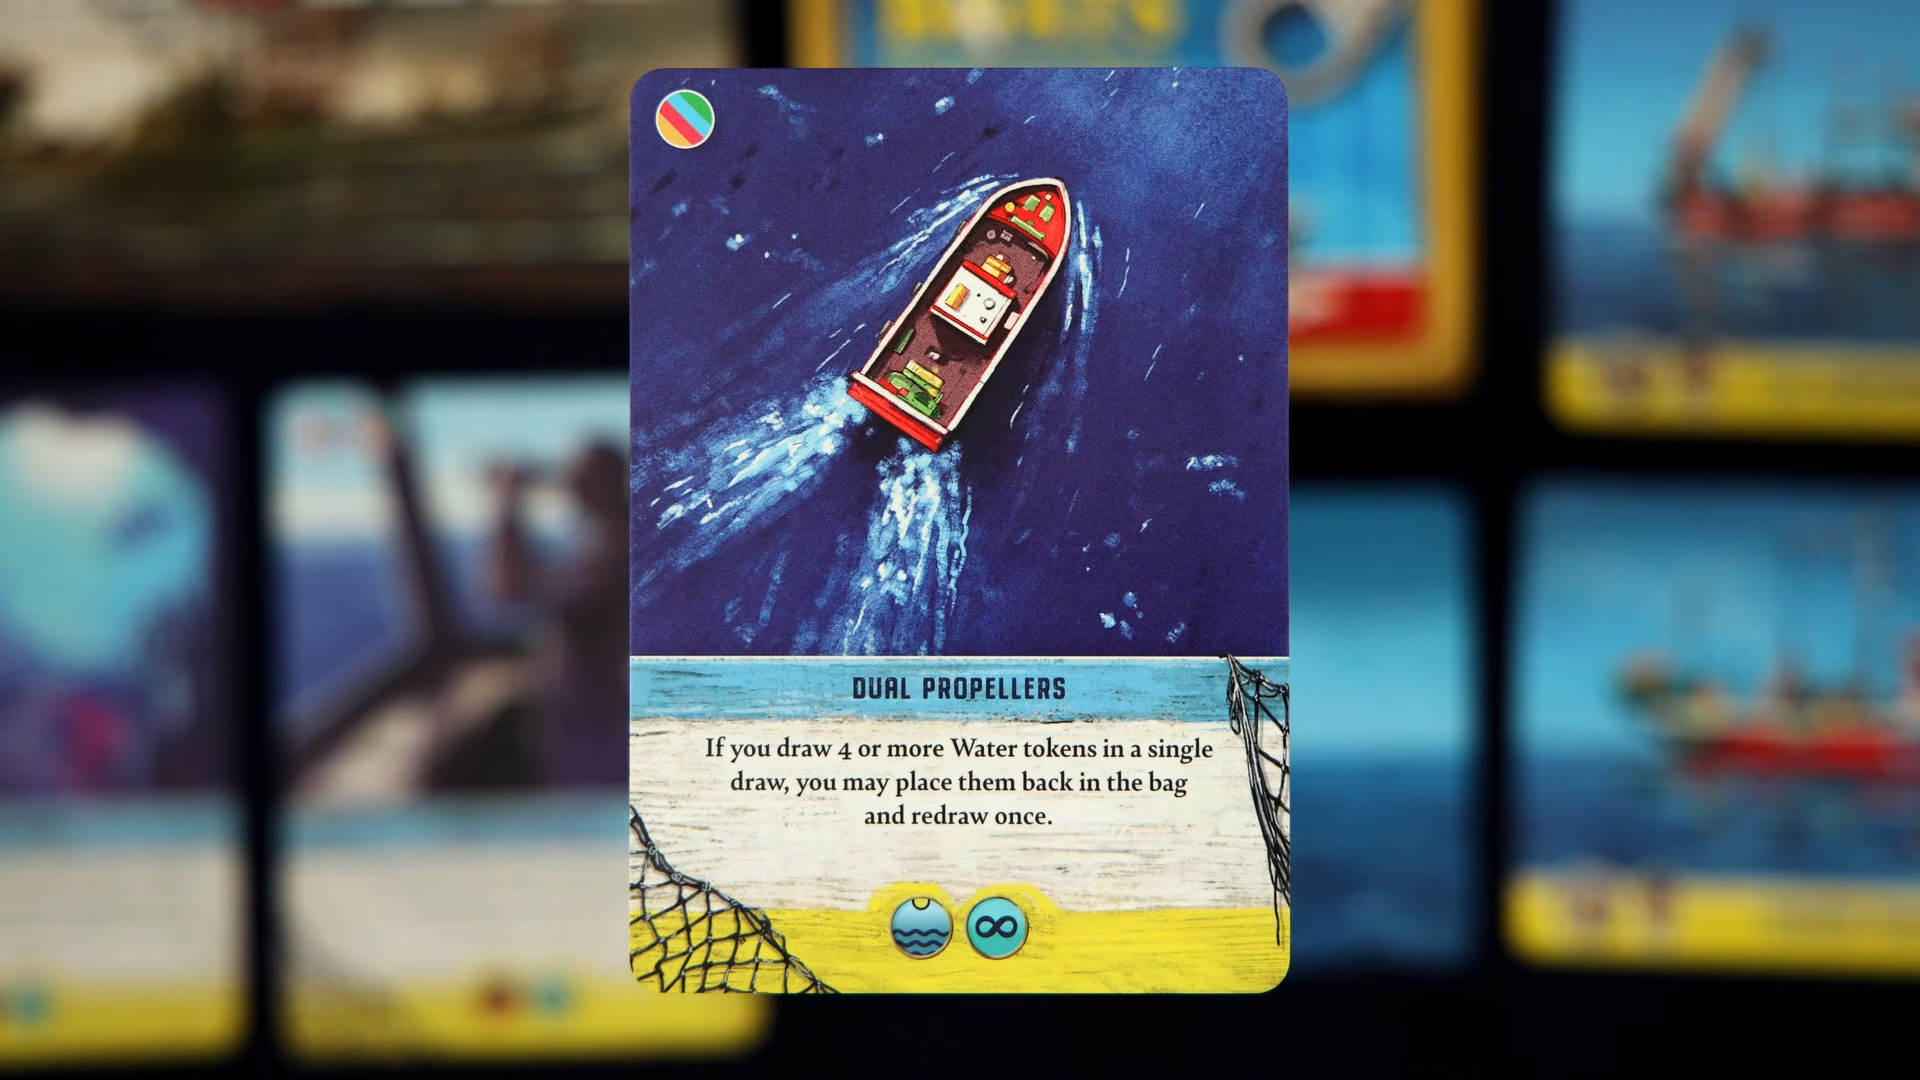 DUAL PROPELLERS
If you draw 4 or more Water tokens in a single
draw, you may place them back in the bag
and redraw once.